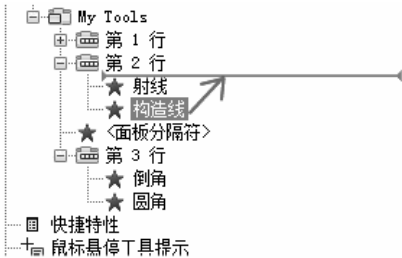 My Tools
第 1 行
第 2 行
射线
构造线
<面板分隔符>
第 3 行
倒角
圆角
快捷特性
鼠标悬停工具提示